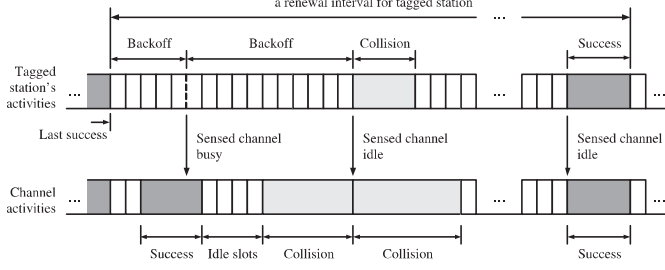 a renewal interval for tagged station
...
Backoff Backoff Collision Success
Tagged
station's
activities
... ... ...
Last success
Sensed channel
busy
Sensed channel
idle
Sensed channel
idle
Channel
activities
... ... ...
Success Idle slots Collision Collision Success